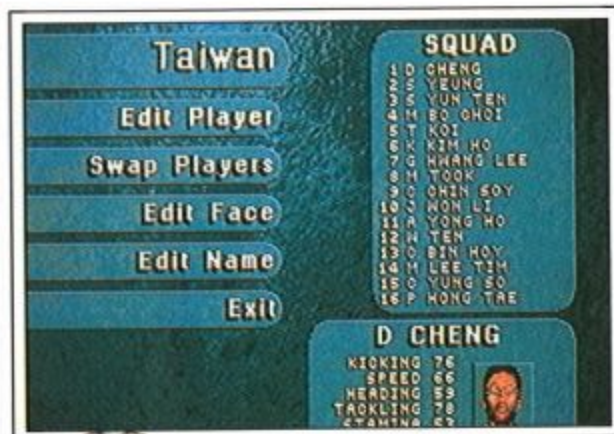 Taiwan
Edit Player
Swap Players
Edit Face
Edit Name
Exit
SQUAD
1 D CHENG
2 S YEUNG
3 S YUN TEN
4 M BO CHOI
5 T KOI
6 K KIM HO
7 G HWANG LEE
8 M TOOK
9 C CHIN SOY
10 J WON LI
11 A YONG HO
12 W TEN
13 C BIN HOY
14 M LEE TIM
15 C YUNG SO
16 P HONG TAE
D CHENG
KICKING 76
SPEED 66
HEADING 59
TACKLING 78
STAMINA 53